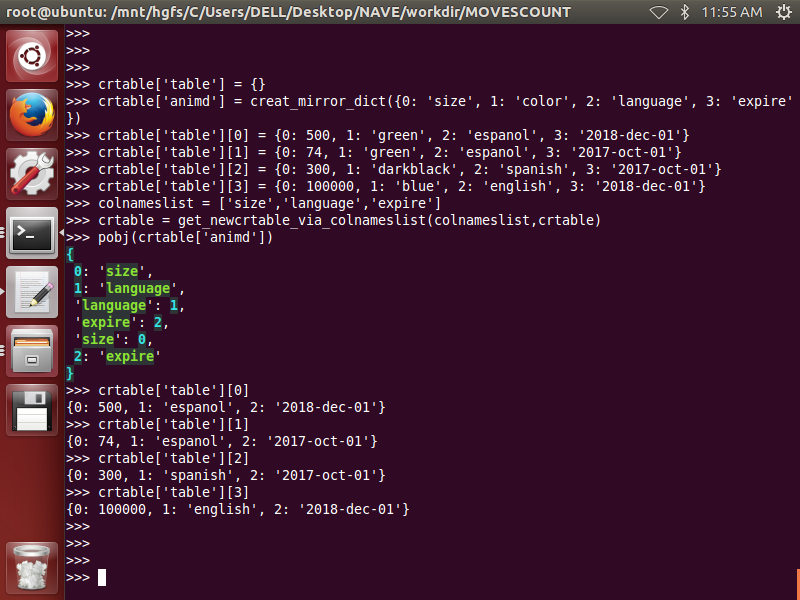 root@ubuntu: /mnt/hgfs/C/Users/DELL/Desktop/NAVE/workdir/MOVESCOUNT 11:55 AM
>>>
>>>
>>>
>>> crtable['table'] = {}
>>> crtable['animd'] = creat_mirror_dict({0: 'size', 1: 'color', 2: 'language', 3: 'expire'
})
>>> crtable['table'][0] = {0: 500, 1: 'green', 2: 'espanol', 3: '2018-dec-01'}
>>> crtable['table'][1] = {0: 74, 1: 'green', 2: 'espanol', 3: '2017-oct-01'}
>>> crtable['table'][2] = {0: 300, 1: 'darkblack', 2: 'spanish', 3: '2017-oct-01'}
>>> crtable['table'][3] = {0: 100000, 1: 'blue', 2: 'english', 3: '2018-dec-01'}
>>> colnameslist = ['size','language','expire']
>>> crtable = get_newcrtable_via_colnameslist(colnameslist,crtable)
>>> pobj(crtable['animd'])
{
0: 'size',
1: 'language',
'language': 1,
'expire': 2,
'size': 0,
2: 'expire'
}
>>> crtable['table'][0]
{0: 500, 1: 'espanol', 2: '2018-dec-01'}
>>> crtable['table'][1]
{0: 74, 1: 'espanol', 2: '2017-oct-01'}
>>> crtable['table'][2]
{0: 300, 1: 'spanish', 2: '2017-oct-01'}
>>> crtable['table'][3]
{0: 100000, 1: 'english', 2: '2018-dec-01'}
>>>
>>>
>>>
>>>